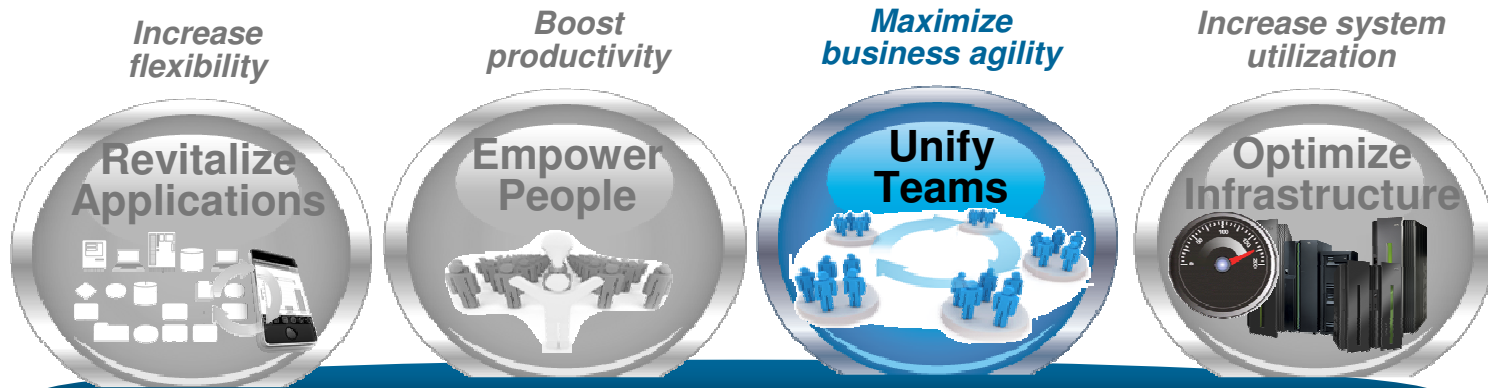 Increase
flexibility
Boost
productivity
Maximize
business agility
Increase system
utilization
Revitalize
Applications
Empower
People
Unify
Teams
Optimize
Infrastructure